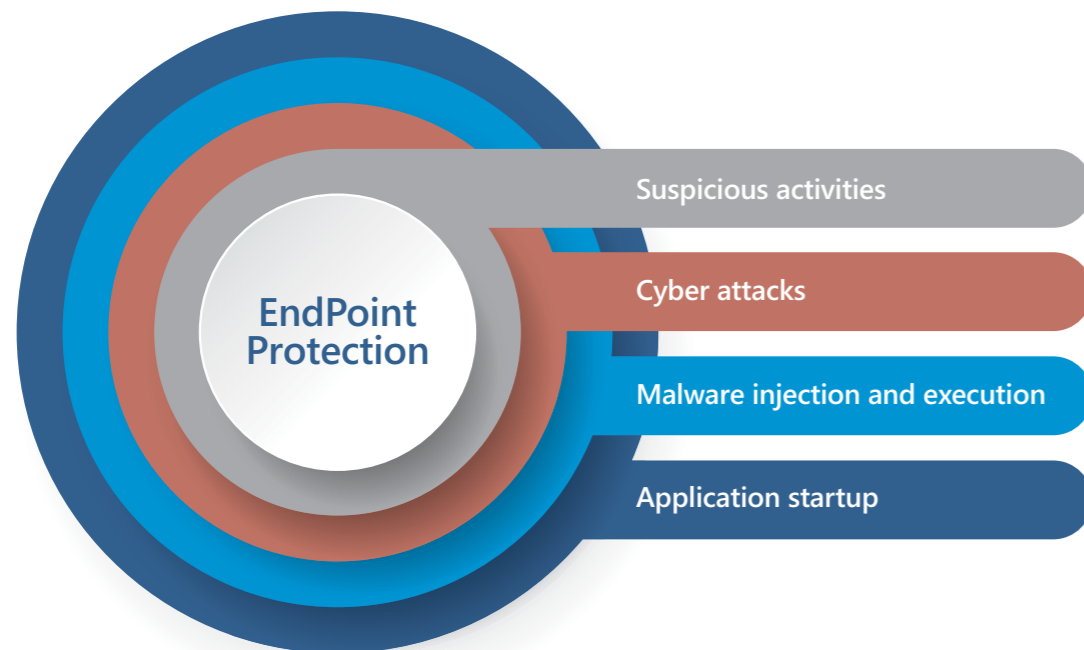 EndPoint
Protection
Suspicious activities
Cyber attacks
Malware injection and execution
Application startup